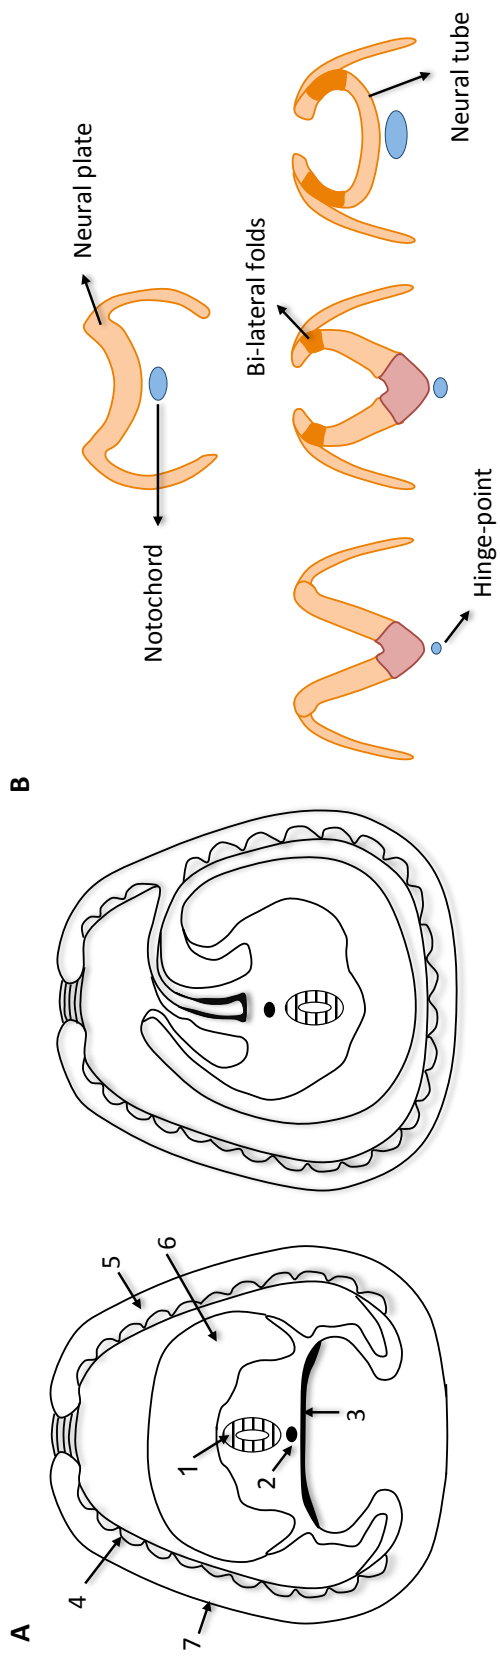 A
7
4
5
6
1
2
3
B
Notochord
Neural plate
Hinge-point
Bi-lateral folds
Neural tube